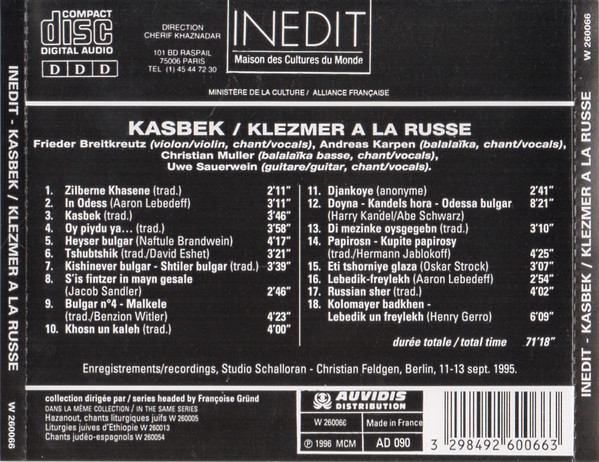 COMPACT
disc
DIGITAL AUDIO
D D D
DIRECTION
CHERIF KHAZNADAR
101 BD RASPAIL
75006 PARIS
TEL (1) 45 44 72 30
INEDIT
Maison des Cultures du Monde
MINISTÈRE DE LA CULTURE / ALLIANCE FRANÇAISE
KASBEK / KLEZMER A LA RUSSE
Frieder Breitkreutz (violon/violin, chant/vocals), Andreas Karpen (balalaïka, chant/vocals),
Christian Muller (balalaïka basse, chant/vocals),
Uwe Sauerwein (guitare/guitar, chant/vocals).
1. Zilberne Khasene (trad.) 2'11"
2. In Odess (Aaron Lebedeff) 3'11"
3. Kasbek (trad.) 3'46"
4. Oy piydu ya... (trad.) 3'58"
5. Heyser bulgar (Naftule Brandwein) 4'17"
6. Tshubtshik (trad./David Eshet) 3'21"
7. Kishinever bulgar - Shtiler bulgar (trad.) 3'39"
8. S'is fintzer in mayn gesale
(Jacob Sandler) 2'46"
9. Bulgar n°4 - Malkele
(trad./Benzion Witler) 4'23"
10. Khosn un kaleh (trad.) 4'00"
11. Djankoye (anonyme) 2'41"
12. Doyna - Kandels hora - Odessa bulgar 8'21"
(Harry Kandel/Abe Schwarz)
13. Di mezinke oysgegebn (trad.) 3'10"
14. Papirosn - Kupite papirosy
(trad./Hermann Jablokoff) 4'25"
15. Eti tshorniye glaza (Oskar Strock) 3'07"
16. Lebedik-freylekh (Aaron Lebedeff) 2'54"
17. Russian sher (trad.) 4'02"
18. Kolomayer badkhen -
Lebedik un freylekh (Henry Gerro) 6'09"
durée totale / total time 71'18"
Enregistrements/recordings, Studio Schalloran - Christian Feldgen, Berlin, 11-13 sept. 1995.
collection dirigée par / series headed by Françoise Gründ
DANS LA MÊME COLLECTION / IN THE SAME SERIES
Hazanout, chants liturgiques juifs W 260005
Liturgies juives d'Ethiopie W 260013
Chants judéo-espagnols W 260054
AUVIDIS
DISTRIBUTION
W 260066
Made in France
℗ 1996 MCM
AD 090
3 298492 600663
W 260066
INEDIT - KASBEK / KLEZMER A LA RUSSE
W 260066
INEDIT - KASBEK / KLEZMER A LA RUSSE